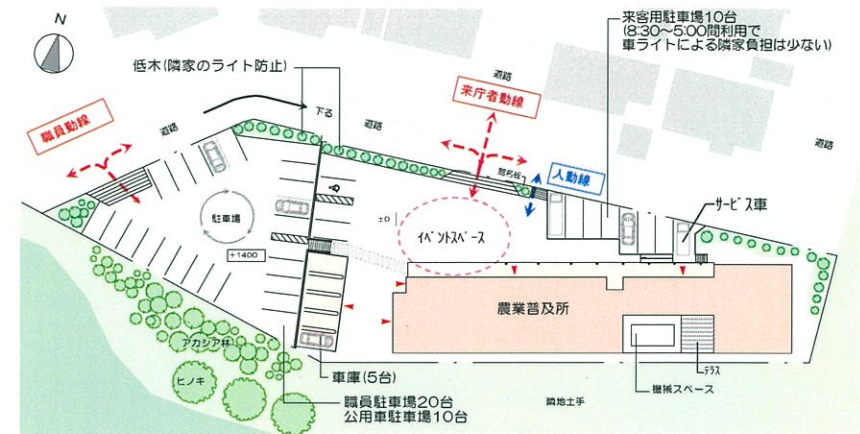 N
来客用駐車場10台
(8:30～5:00間利用で
車ライトによる隣家負担は少ない)
低木(隣家のライト防止)
道路
来庁者動線
下る
道路
職員動線
道路
道路
館名板
人動線
サービス車
駐車場
±0
イベントスペース
+1400
農業普及所
アカシア林
ヒノキ
車庫(5台)
テラス
機械スペース
職員駐車場20台
公用車駐車場10台
隣地土手